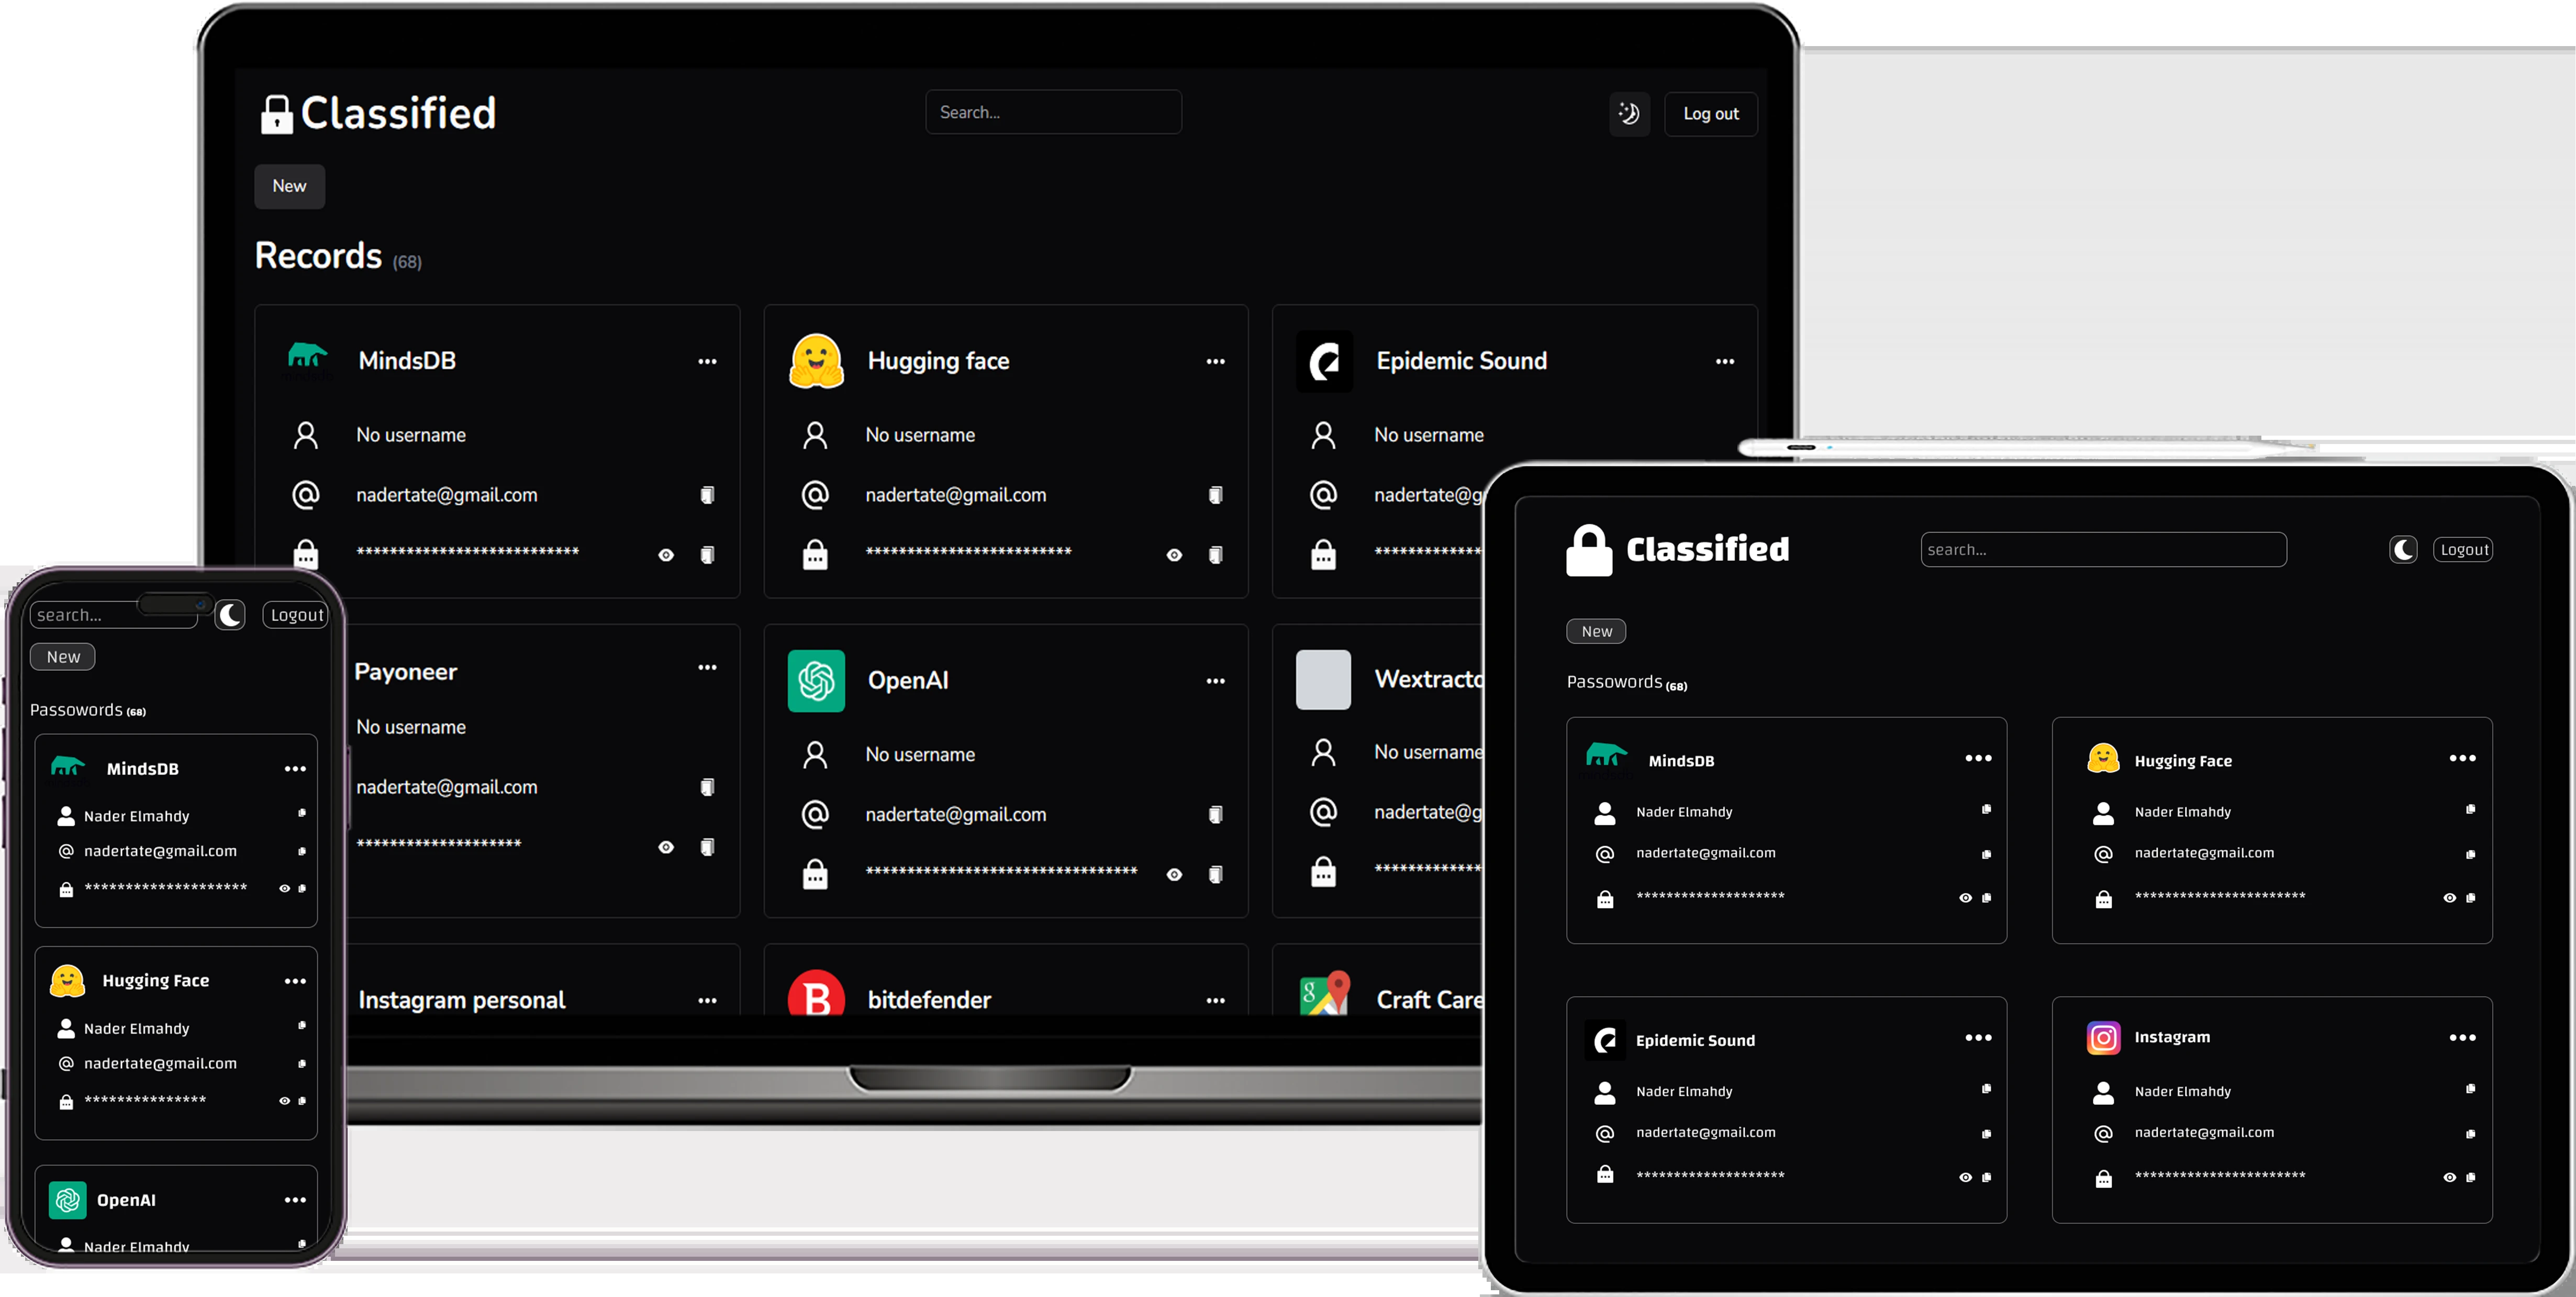 Classified
Search...
Log out
New
Records (68)
MindsDB
No username
nadertate@gmail.com
***************************
Hugging face
No username
nadertate@gmail.com
*************************
Epidemic Sound
No username
nadertate@g
*************
Payoneer
No username
nadertate@gmail.com
********************
OpenAI
No username
nadertate@gmail.com
*********************************
Wextracto
No username
nadertate@g
*************
Instagram personal
bitdefender
B
Craft Care
g
search...
Logout
New
Passowords (68)
MindsDB
Nader Elmahdy
nadertate@gmail.com
*********************
Hugging Face
Nader Elmahdy
nadertate@gmail.com
***************
OpenAI
Nader Elmahdy
Classified
search...
Logout
New
Passowords (68)
MindsDB
Nader Elmahdy
nadertate@gmail.com
********************
Hugging Face
Nader Elmahdy
nadertate@gmail.com
***********************
Epidemic Sound
Nader Elmahdy
nadertate@gmail.com
********************
Instagram
Nader Elmahdy
nadertate@gmail.com
***********************